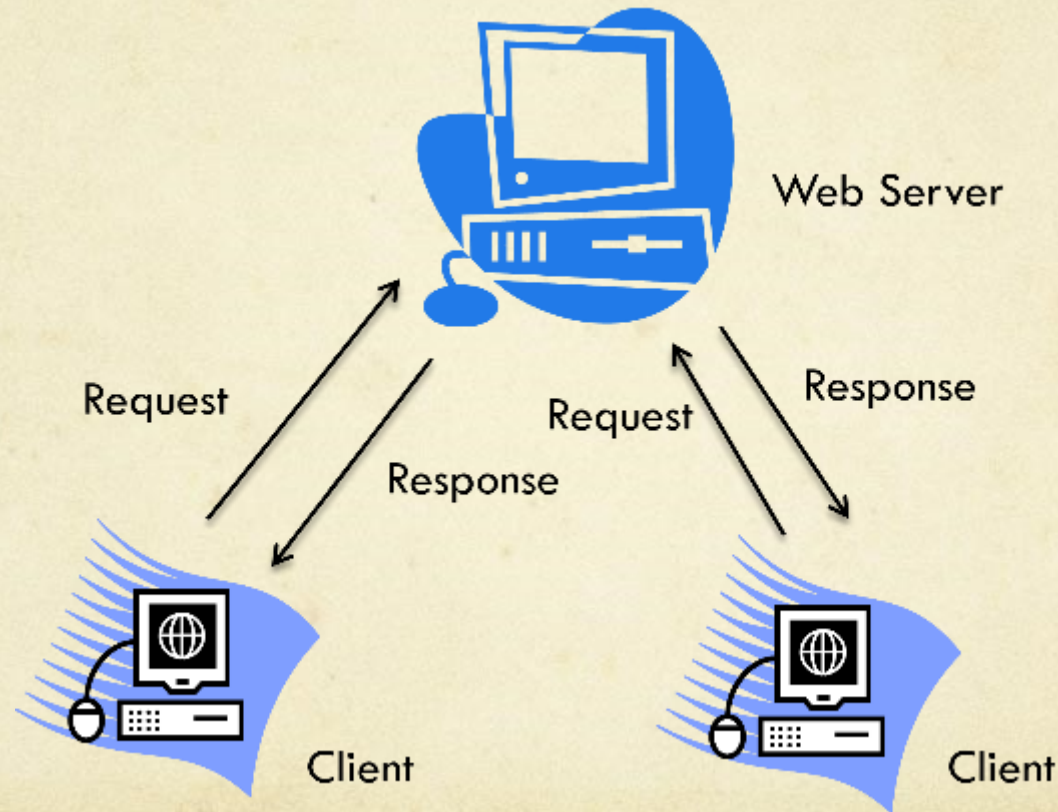 Web Server
Request
Response
Request
Response
Client
Client